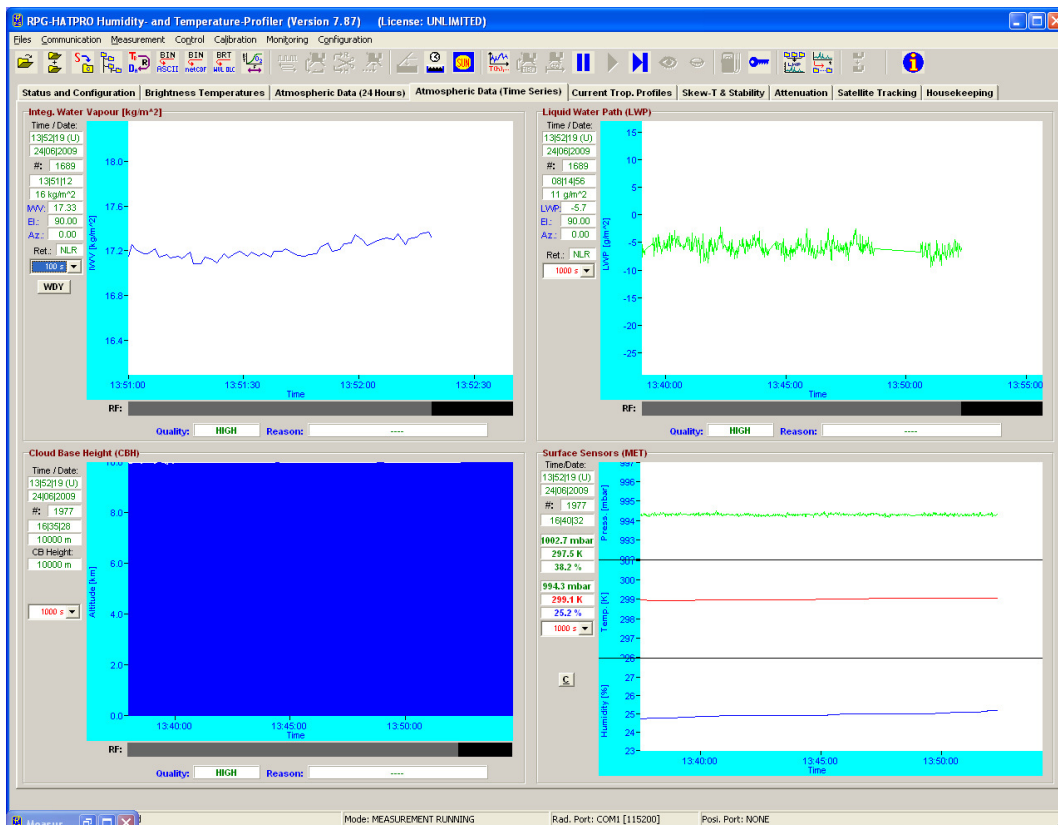 RPG-HATPRO Humidity- and Temperature-Profiler (Version 7.87) (License: UNLIMITED)
Files Communication Measurement Control Calibration Monitoring Configuration
BIN ASCII BIN netCDF BRT
SUN
Status and Configuration Brightness Temperatures Atmospheric Data (24 Hours) Atmospheric Data (Time Series) Current Trop. Profiles Skew-T & Stability Attenuation Satellite Tracking Housekeeping
Integ. Water Vapour [kg/m^2]
Time / Date:
13|52|19 (U)
24|06|2009
#: 1689
13|51|12
16 kg/m^2
IWV: 17.33
El.: 90.00
Az.: 0.00
Ret.: NLR
100 s
WDY
IWV [kg/m^2]
18.0
17.6
17.2
16.8
16.4
13:51:00 13:51:30 13:52:00 13:52:30
Time
RF:
Quality: HIGH Reason: ----
Liquid Water Path (LWP)
Time / Date:
13|52|19 (U)
24|06|2009
#: 1689
08|14|56
11 g/m^2
LWP: -5.7
El.: 90.00
Az.: 0.00
Ret.: NLR
1000 s
LWP [g/m^2]
15
10
5
0
-5
-10
-15
-20
-25
13:40:00 13:45:00 13:50:00 13:55:00
Time
RF:
Quality: HIGH Reason: ----
Cloud Base Height (CBH)
Time / Date:
13|52|19 (U)
24|06|2009
#: 1977
16|35|28
10000 m
CB Height:
10000 m
1000 s
Altitude [km]
10.0
8.0
6.0
4.0
2.0
0.0
13:40:00 13:45:00 13:50:00
Time
RF:
Quality: HIGH Reason: ----
Surface Sensors (MET)
Time/Date:
13|52|19 (U)
24|06|2009
#: 1977
16|40|32
1002.7 mbar
297.5 K
38.2 %
994.3 mbar
299.1 K
25.2 %
1000 s
C
Press. [mbar]
997
996
995
994
993
Temp. [K]
301
300
299
298
297
296
Humidity [%]
27
26
25
24
23
13:40:00 13:45:00 13:50:00
Time
Measur...
Mode: MEASUREMENT RUNNING Rad. Port: COM1 [115200] Posi. Port: NONE